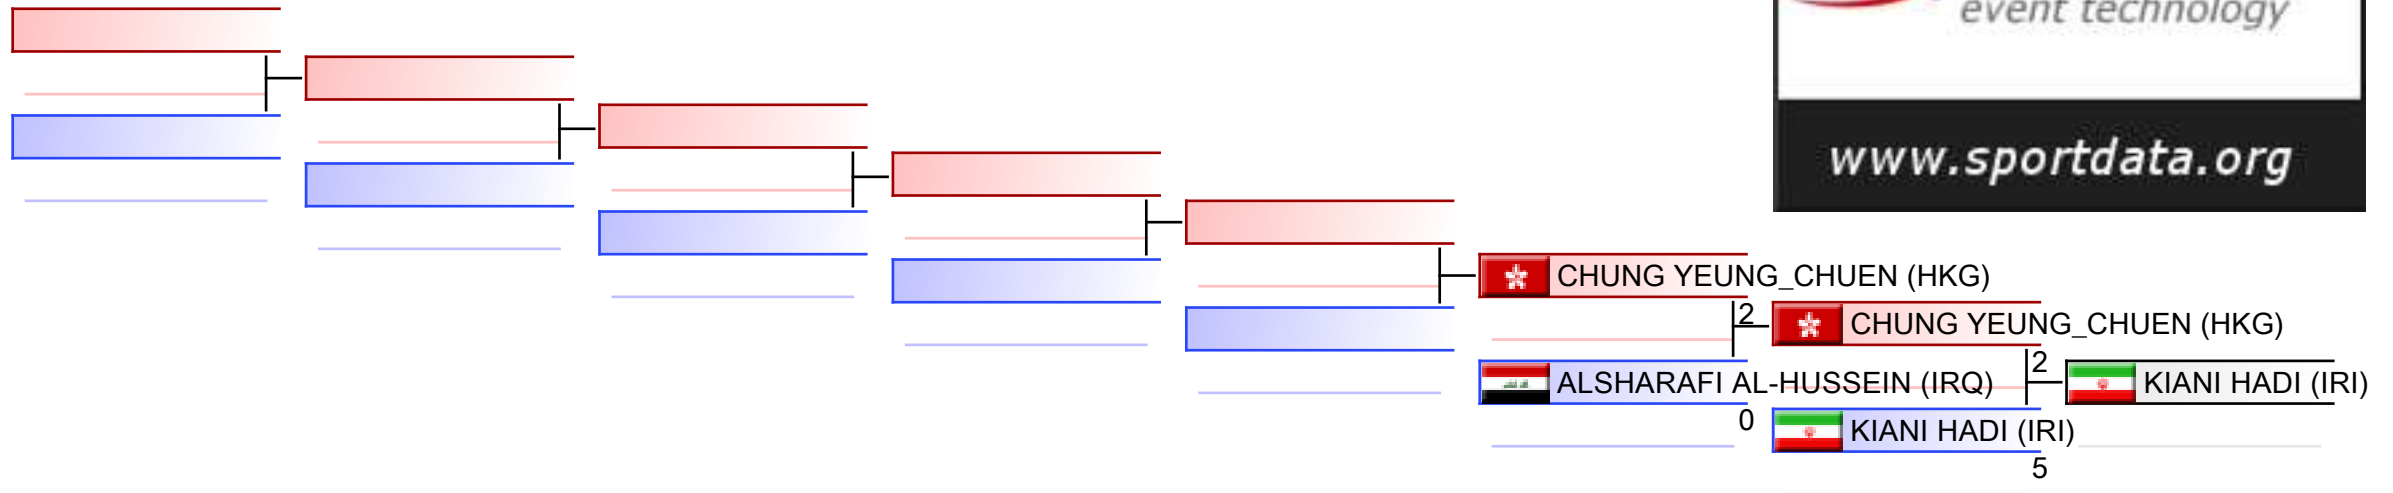 event technology
www.sportdata.org
CHUNG YEUNG_CHUEN (HKG)
2
CHUNG YEUNG_CHUEN (HKG)
ALSHARAFI AL-HUSSEIN (IRQ)
2
KIANI HADI (IRI)
0
KIANI HADI (IRI)
5